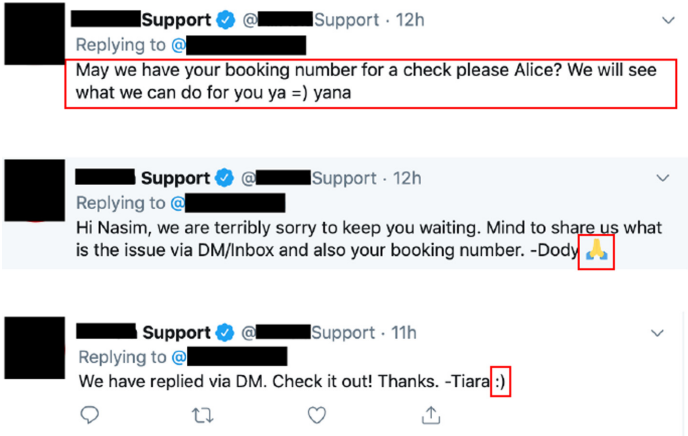 Support @ Support · 12h
Replying to @
May we have your booking number for a check please Alice? We will see
what we can do for you ya =) yana
Support @ Support · 12h
Replying to @
Hi Nasim, we are terribly sorry to keep you waiting. Mind to share us what
is the issue via DM/Inbox and also your booking number. -Dody 🙏
Support @ Support · 11h
Replying to @
We have replied via DM. Check it out! Thanks. -Tiara :)